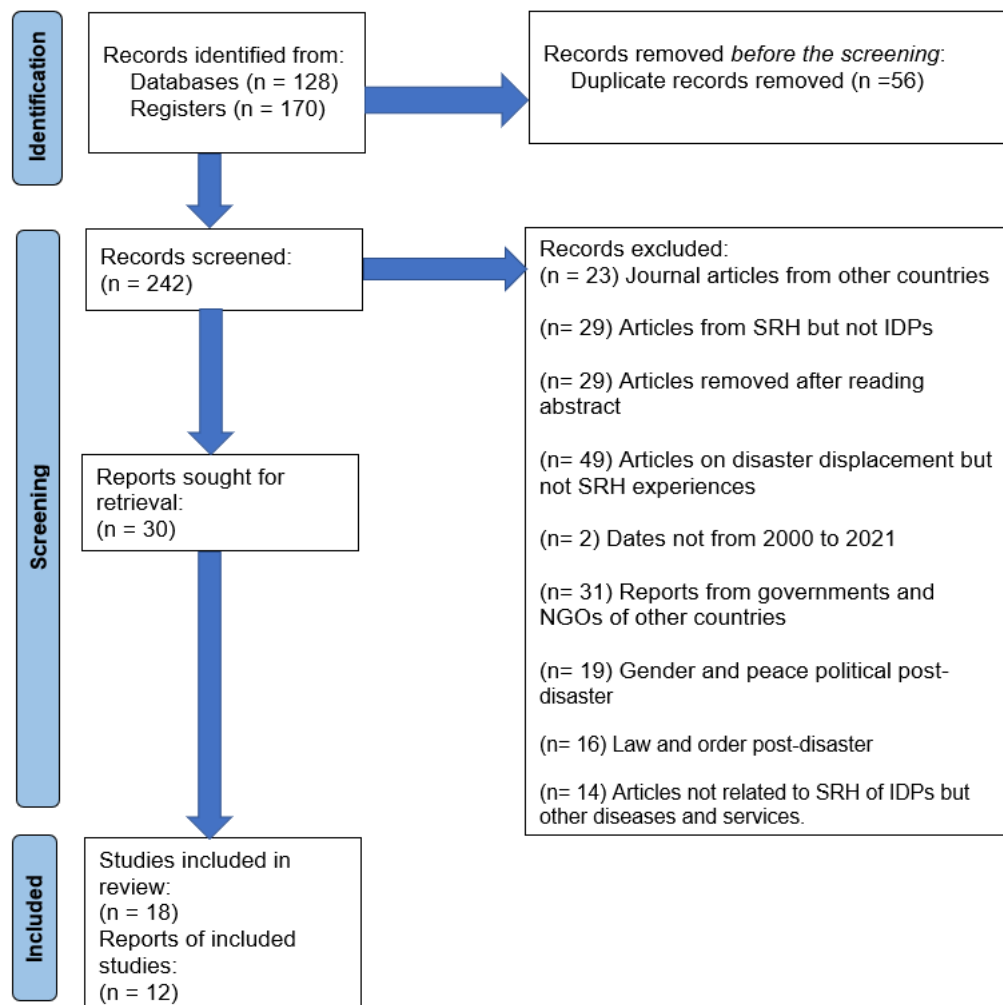 Identification
Records identified from:
Databases (n = 128)
Registers (n = 170)
Records removed before the screening:
Duplicate records removed (n =56)
Screening
Records screened:
(n = 242)
Records excluded:
(n = 23) Journal articles from other countries
(n= 29) Articles from SRH but not IDPs
(n= 29) Articles removed after reading
abstract
(n= 49) Articles on disaster displacement but
not SRH experiences
(n= 2) Dates not from 2000 to 2021
(n= 31) Reports from governments and
NGOs of other countries
(n= 19) Gender and peace political post-
disaster
(n= 16) Law and order post-disaster
(n= 14) Articles not related to SRH of IDPs but
other diseases and services.
Reports sought for
retrieval:
(n = 30)
Included
Studies included in
review:
(n = 18)
Reports of included
studies:
(n = 12)